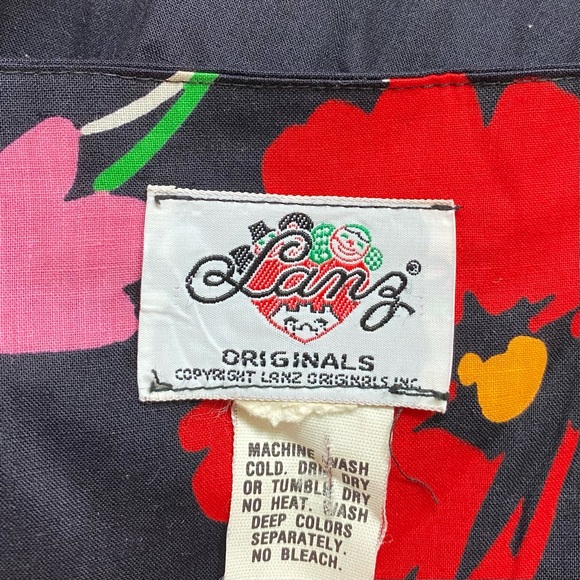 Lanz®
ORIGINALS
COPYRIGHT LANZ ORIGINALS, INC.
MACHINE WASH
COLD. DRIP DRY
OR TUMBLE DRY
NO HEAT. WASH
DEEP COLORS
SEPARATELY.
NO BLEACH.